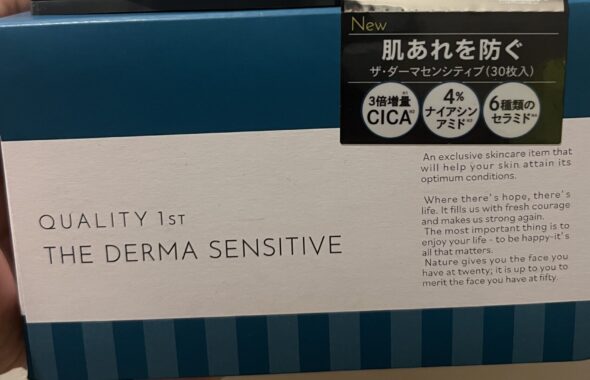 New
肌あれを防ぐ
ザ・ダーマセンシティブ(30枚入)
3倍増量※1
CICA※2
4%
ナイアシン
アミド※3
6種類の
セラミド※4
An exclusive skincare item that
will help your skin attain its
optimum conditions.
Where there's hope, there's
life. It fills us with fresh courage
and makes us strong again.
The most important thing is to
enjoy your life - to be happy-it's
all that matters.
Nature gives you the face you
have at twenty; it is up to you to
merit the face you have at fifty.
QUALITY 1ST
THE DERMA SENSITIVE